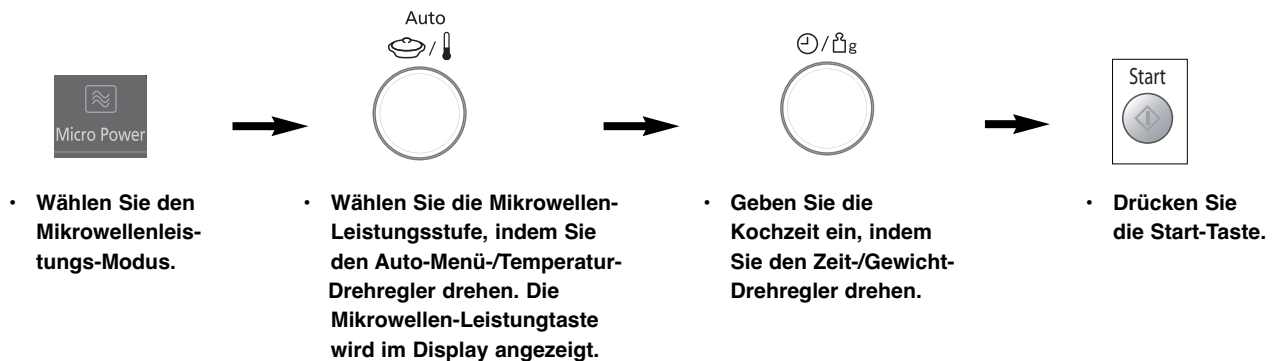 Auto
/
/ g
Start
Micro Power
• Wählen Sie den
Mikrowellenleis-
tungs-Modus.
• Wählen Sie die Mikrowellen-
Leistungsstufe, indem Sie
den Auto-Menü-/Temperatur-
Drehregler drehen. Die
Mikrowellen-Leistungtaste
wird im Display angezeigt.
• Geben Sie die
Kochzeit ein, indem
Sie den Zeit-/Gewicht-
Drehregler drehen.
• Drücken Sie
die Start-Taste.